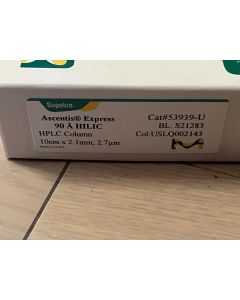 Supelco
Ascentis® Express
90 Å HILIC
HPLC Column
10cm x 2.1mm, 2.7µm
Cat#53939-U
BL: S21283
Col:USLQ002143